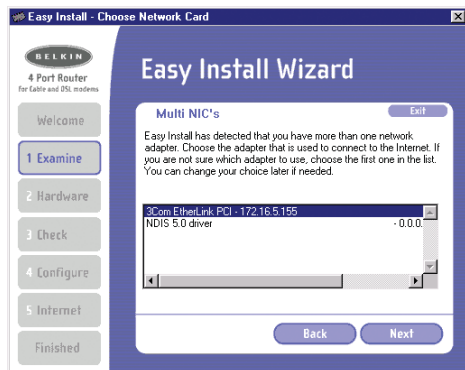 Easy Install - Choose Network Card
BELKIN
4 Port Router
for Cable and DSL modems
Easy Install Wizard
Welcome
1 Examine
2 Hardware
3 Check
4 Configure
5 Internet
Finished
Multi NIC's
Exit
Easy Install has detected that you have more than one network
adapter. Choose the adapter that is used to connect to the Internet. If
you are not sure which adapter to use, choose the first one in the list.
You can change your choice later if needed.
3Com EtherLink PCI - 172.16.5.155
NDIS 5.0 driver - 0.0.0.
Back
Next